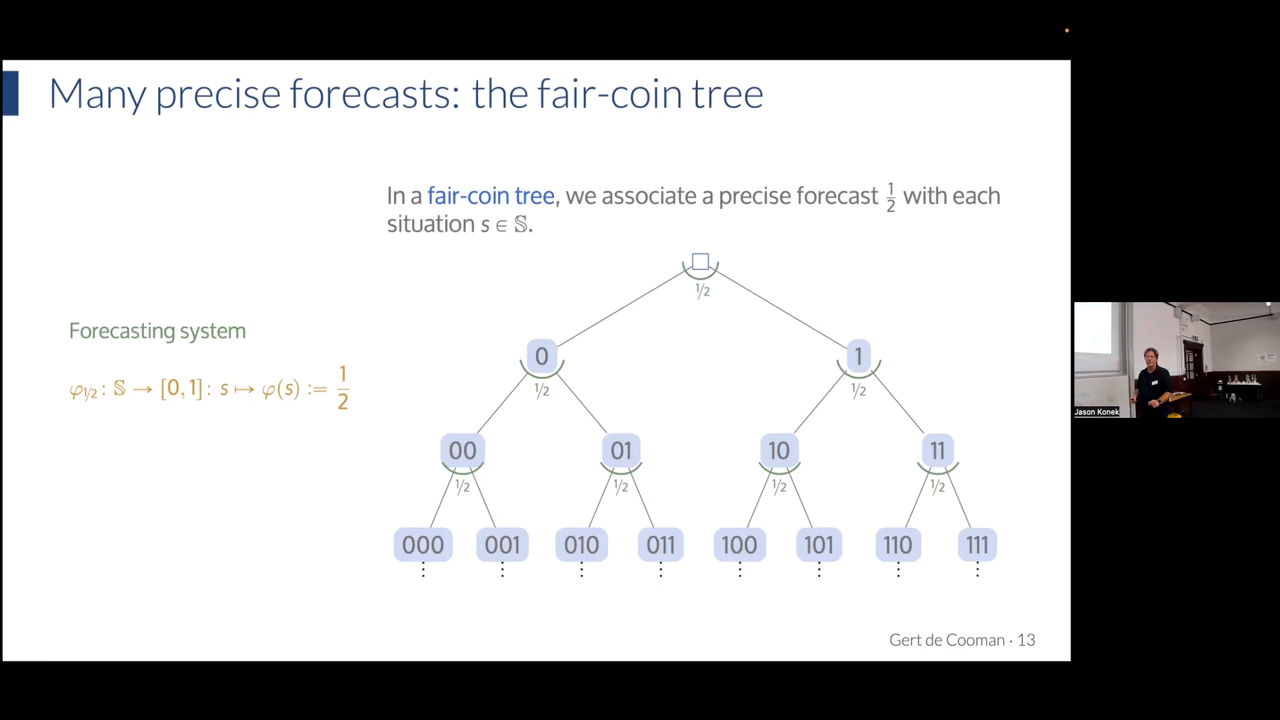 Many precise forecasts: the fair-coin tree
In a fair-coin tree, we associate a precise forecast 1/2 with each
situation s ∈ 𝕊.
1/2
Forecasting system
φ1/2 : 𝕊 → [0, 1] : s ↦ φ(s) := 1/2
0 1
1/2 1/2
00 01 10 11
1/2 1/2 1/2 1/2
000 001 010 011 100 101 110 111
Jason Konek
Gert de Cooman · 13